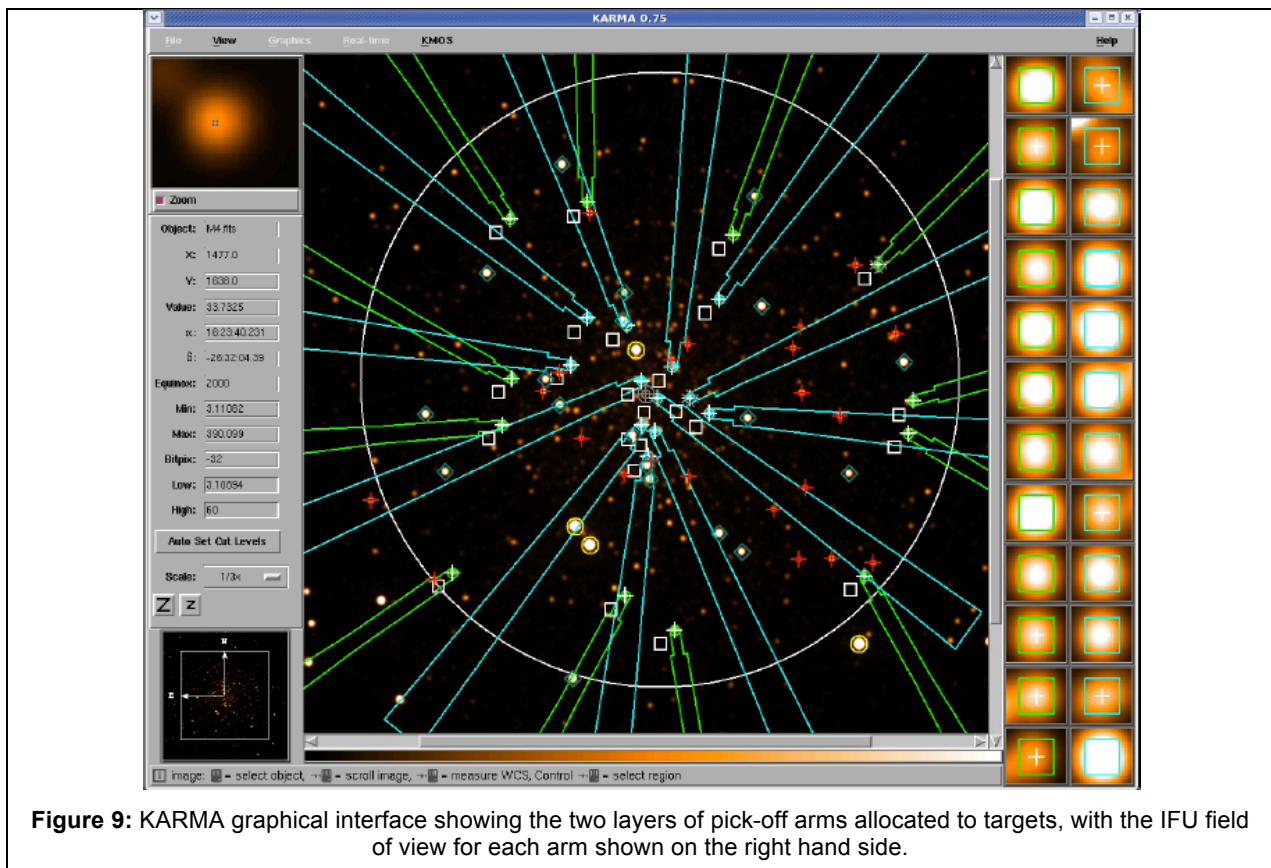 KARMA 0.75
File View Graphics Real-time KMOS Help
Zoom
Object: M4.fits
X: 1477.0
Y: 1638.0
Value: 33.7325
α: 16:23:40.231
δ: -26:32:04.39
Equinox: 2000
Min: 3.11082
Max: 390.099
Bitpix: -32
Low: 3.10894
High: 60
Auto Set Cut Levels
Scale: 1/3x
Z z
N
E
image: = select object, = scroll image, = measure WCS, Control = select region
Figure 9: KARMA graphical interface showing the two layers of pick-off arms allocated to targets, with the IFU field
of view for each arm shown on the right hand side.